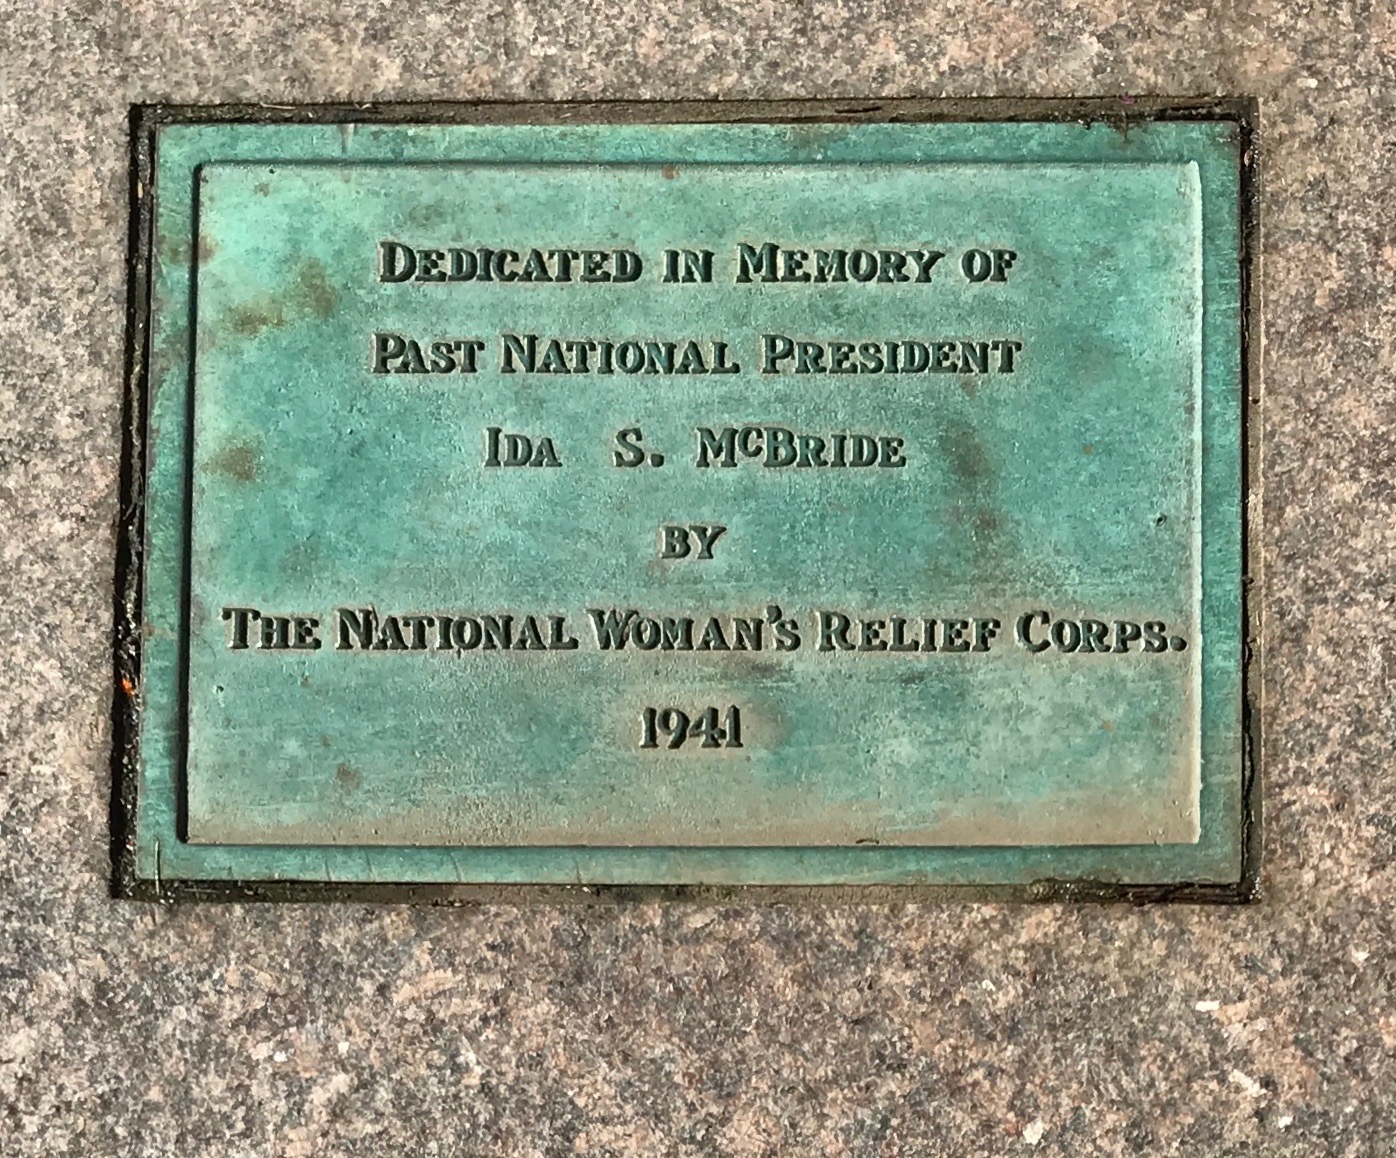 Dedicated in Memory of
Past National President
Ida S. McBride
by
The National Woman's Relief Corps.
1941